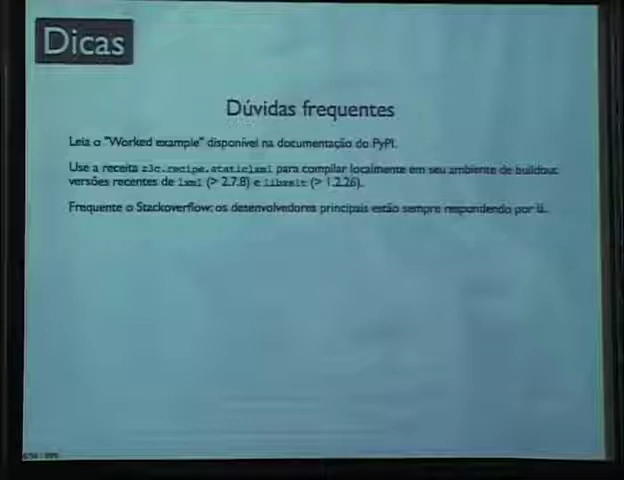 Dicas
Dúvidas frequentes
Leia o "Worked example" disponível na documentação do PyPI.
Use a receita z3c.recipe.staticlxml para compilar localmente em seu ambiente de buildout
versões recentes de lxml (> 2.7.8) e libxslt (> 1.2.26).
Frequente o Stackoverflow: os desenvolvedores principais estão sempre respondendo por lá.